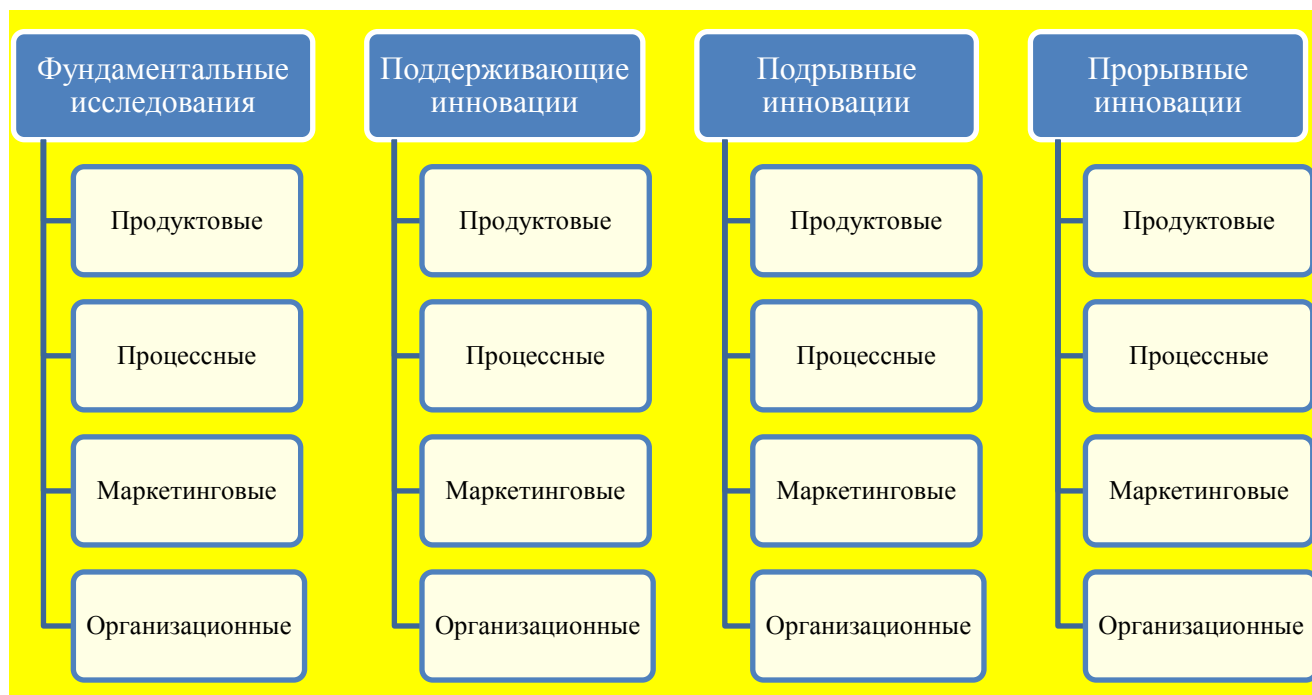 Фундаментальные
исследования
Продуктовые
Процессные
Маркетинговые
Организационные
Поддерживающие
инновации
Продуктовые
Процессные
Маркетинговые
Организационные
Подрывные
инновации
Продуктовые
Процессные
Маркетинговые
Организационные
Прорывные
инновации
Продуктовые
Процессные
Маркетинговые
Организационные